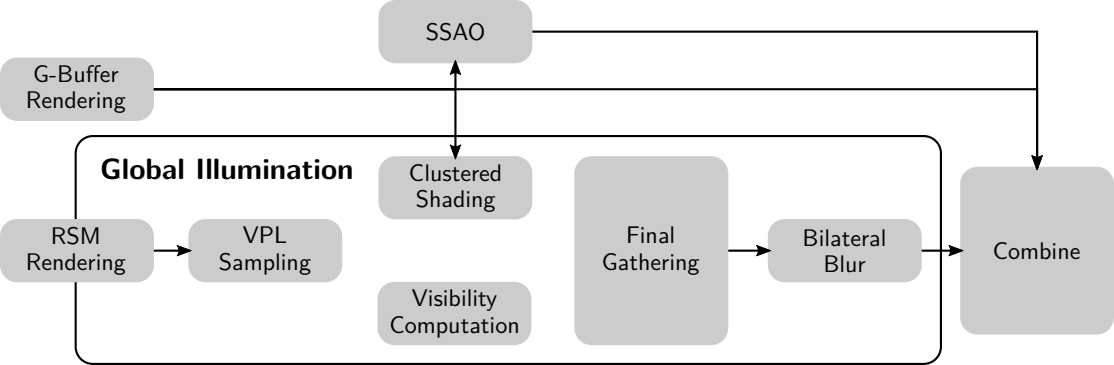 SSAO
G-Buffer
Rendering
Global Illumination
Clustered
Shading
RSM
Rendering
VPL
Sampling
Final
Gathering
Bilateral
Blur
Combine
Visibility
Computation